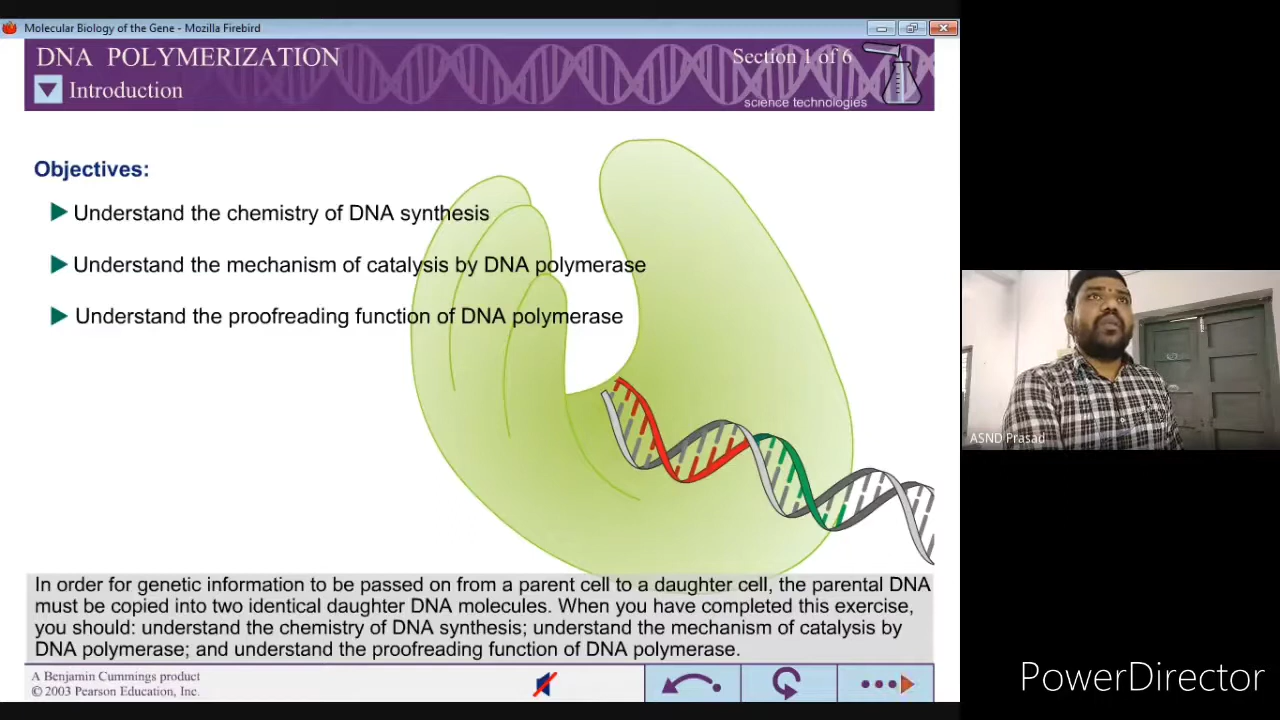 Molecular Biology of the Gene - Mozilla Firebird
DNA POLYMERIZATION
Section 1 of 6
Introduction
science technologies
Objectives:
Understand the chemistry of DNA synthesis
Understand the mechanism of catalysis by DNA polymerase
Understand the proofreading function of DNA polymerase
ASND Prasad
In order for genetic information to be passed on from a parent cell to a daughter cell, the parental DNA
must be copied into two identical daughter DNA molecules. When you have completed this exercise,
you should: understand the chemistry of DNA synthesis; understand the mechanism of catalysis by
DNA polymerase; and understand the proofreading function of DNA polymerase.
A Benjamin Cummings product
© 2003 Pearson Education, Inc.
PowerDirector